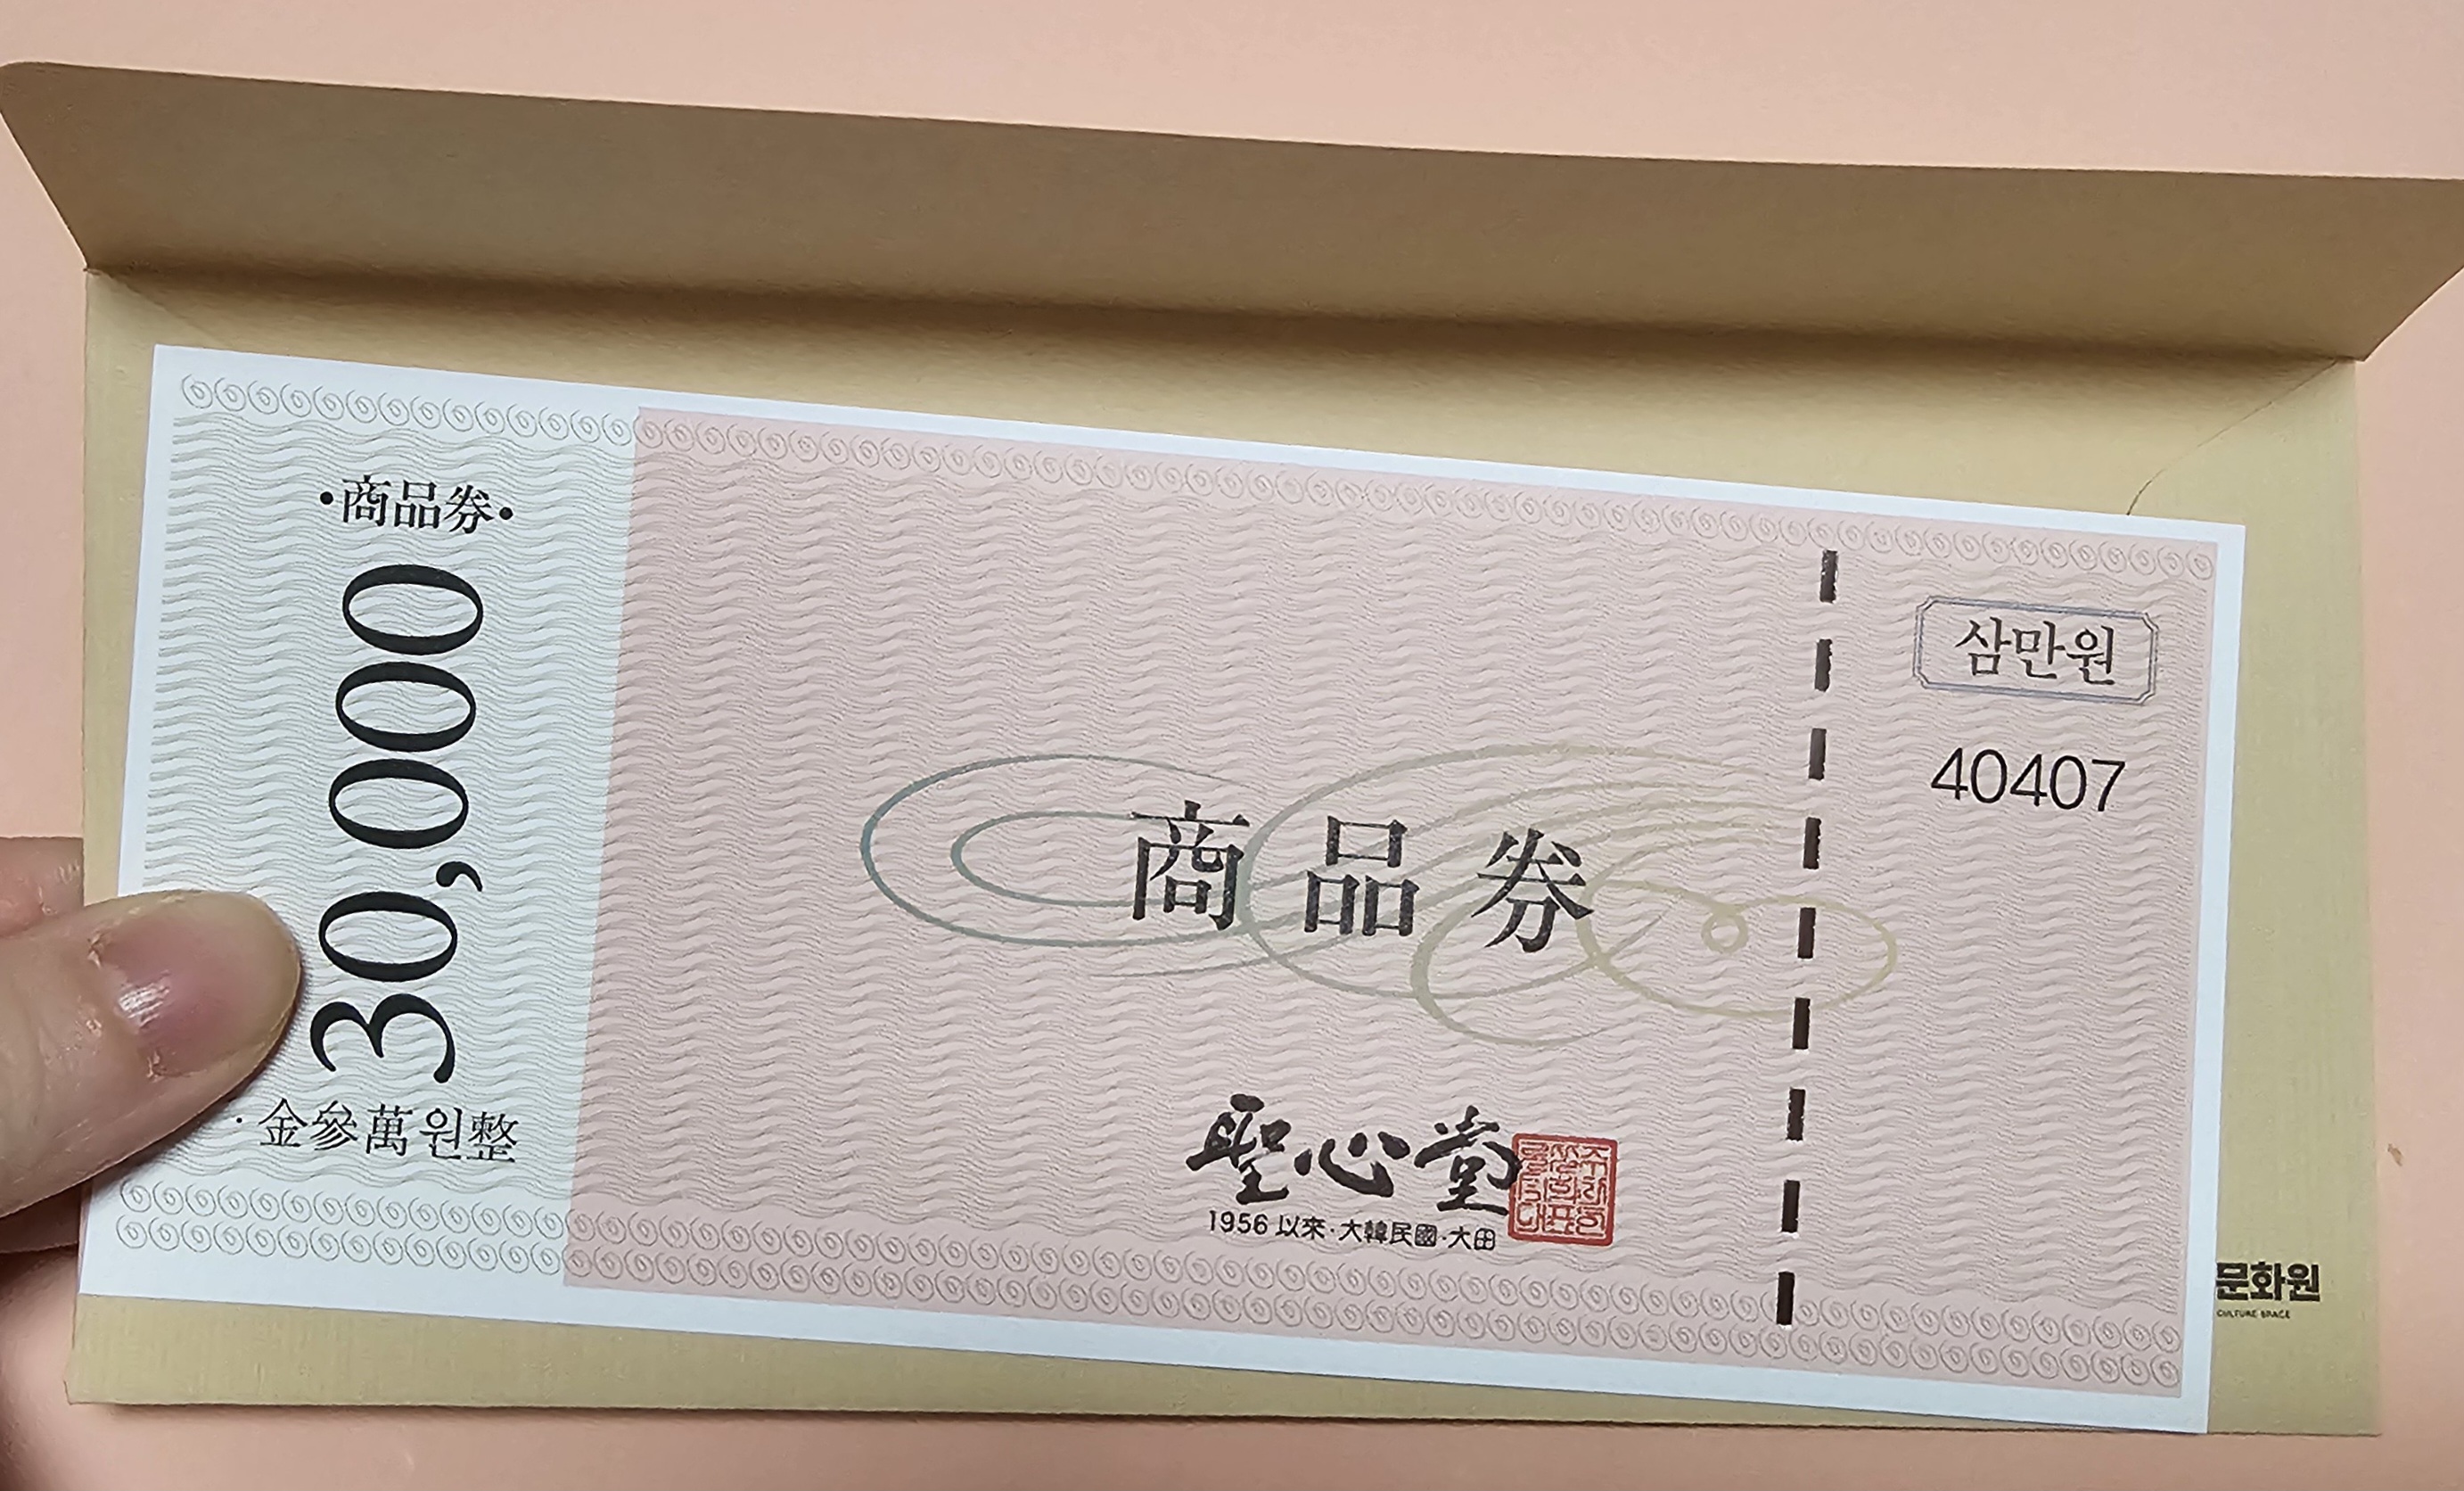 •商品券•
30,000
· 金參萬원整
商品券
聖心堂
1956 以來·大韓民國·大田
삼만원
40407
문화원
CULTURE SPACE